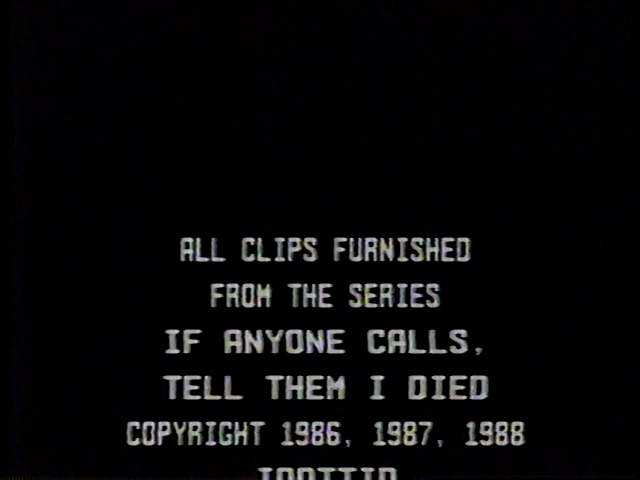 ALL CLIPS FURNISHED
FROM THE SERIES
IF ANYONE CALLS,
TELL THEM I DIED
COPYRIGHT 1986, 1987, 1988